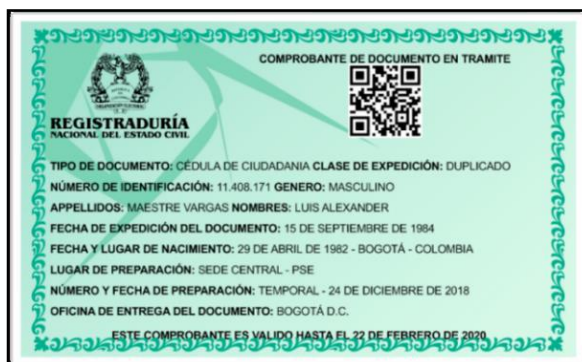 COMPROBANTE DE DOCUMENTO EN TRAMITE
REGISTRADURÍA
NACIONAL DEL ESTADO CIVIL
TIPO DE DOCUMENTO: CÉDULA DE CIUDADANIA CLASE DE EXPEDICIÓN: DUPLICADO
NÚMERO DE IDENTIFICACIÓN: 11.408.171 GENERO: MASCULINO
APPELLIDOS: MAESTRE VARGAS NOMBRES: LUIS ALEXANDER
FECHA DE EXPEDICIÓN DEL DOCUMENTO: 15 DE SEPTIEMBRE DE 1984
FECHA Y LUGAR DE NACIMIENTO: 29 DE ABRIL DE 1982 - BOGOTÁ - COLOMBIA
LUGAR DE PREPARACIÓN: SEDE CENTRAL - PSE
NÚMERO Y FECHA DE PREPARACIÓN: TEMPORAL - 24 DE DICIEMBRE DE 2018
OFICINA DE ENTREGA DEL DOCUMENTO: BOGOTÁ D.C.
ESTE COMPROBANTE ES VALIDO HASTA EL 22 DE FEBRERO DE 2020